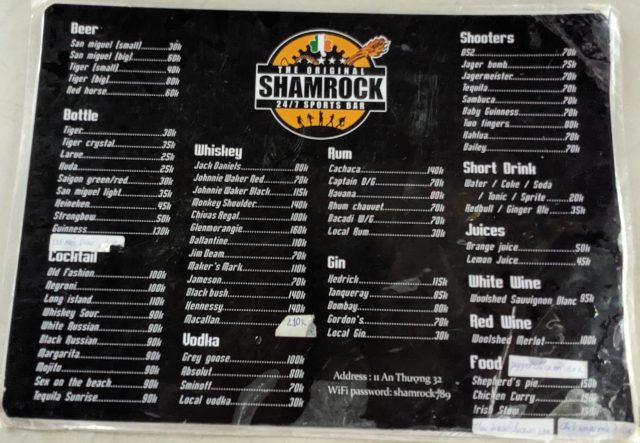 THE ORIGINAL
SHAMROCK
24/7 SPORTS BAR
Beer
San miguel (small)..........30k
San miguel (big)..........60k
Tiger (small)..........40k
Tiger (big)..........80k
Red horse..........60k
Bottle
Tiger..........30k
Tiger crystal..........35k
Larue..........25k
Huda..........25k
Saigon green/red..........30k
San miguel light..........35k
Heineken..........45k
Strongbow..........50k
Guinness..........130k
Cocktail
Old Fashion..........100k
Negroni..........100k
Long island..........110k
Whiskey Sour..........90k
White Russian..........90k
Black Russian..........90k
Margarita..........90k
Mojito..........90k
Sex on the beach..........90k
Tequila Sunrise..........90k
Whiskey
Jack Daniels..........80k
Johnnie Walker Red..........70k
Johnnie Walker Black..........115k
Monkey Shoulder..........140k
Chivas Regal..........100k
Glenmorangie..........160k
Ballantine..........110k
Jim Beam..........70k
Maker's Mark..........110k
Jameson..........70k
Black bush..........140k
Hennessy..........140k
Macallan..........210k
Vodka
Grey goose..........100k
Absolut..........80k
Sminoff..........70k
Local vodka..........30k
Rum
Cachaca..........140k
Captain D/G..........70k
Havana..........80k
Rhum chauvet..........70k
Bacadi W/G..........70k
Local Rum..........30k
Gin
Hedrick..........115k
Tanqueray..........85k
Bombay..........80k
Gordon's..........70k
Local Gin..........30k
Address : 11 An Thượng 32
WiFi password: shamrock789
Shooters
B52..........70k
Jager bomb..........75k
Jagermeister..........70k
Tequila..........70k
Sambuca..........70k
Baby Guinness..........70k
Two fingers..........80k
Kahlua..........70k
Bailey..........70k
Short Drink
Water / Coke / Soda
/ Tonic / Sprite..........20k
Redbull / Ginger Ale..........35k
Juices
Orange juice..........50k
Lemon Juice..........45k
White Wine
Woolshed Sauvignon Blanc 95k
Red Wine
Woolshed Merlot..........100k
Food
Shepherd's pie..........150k
Chicken Curry..........150k
Irish Stew..........150k